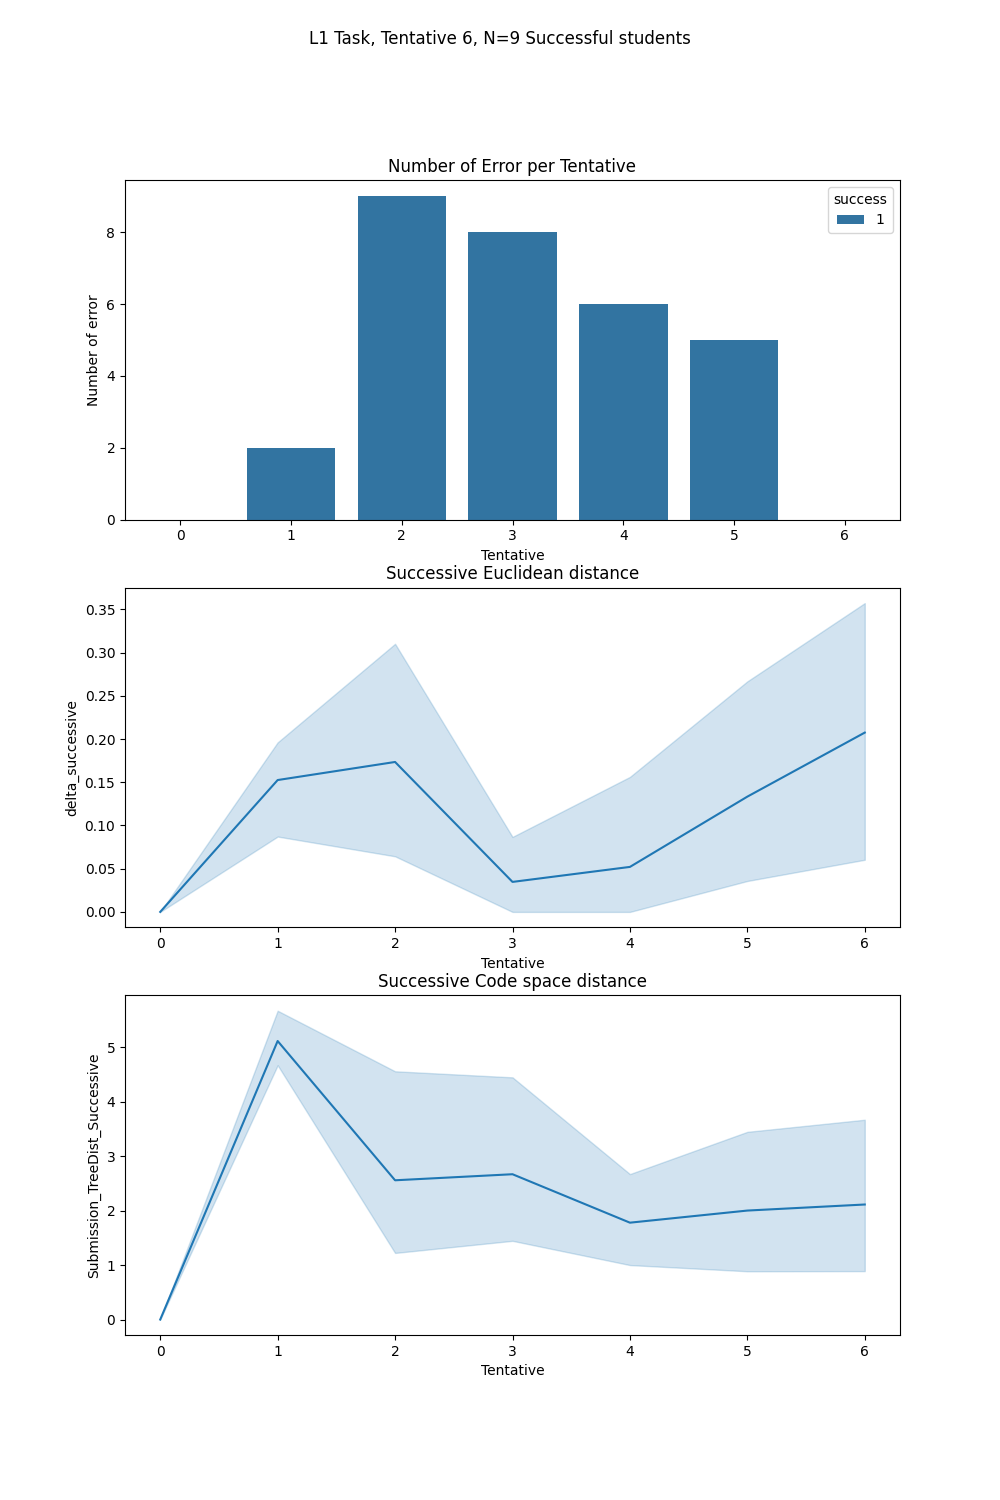 L1 Task, Tentative 6, N=9 Successful students
Number of Error per Tentative
success
1
Number of error
8
6
4
2
0
0 1 2 3 4 5 6
Tentative
Successive Euclidean distance
delta_successive
0.35
0.30
0.25
0.20
0.15
0.10
0.05
0.00
0 1 2 3 4 5 6
Tentative
Successive Code space distance
Submission_TreeDist_Successive
5
4
3
2
1
0
0 1 2 3 4 5 6
Tentative